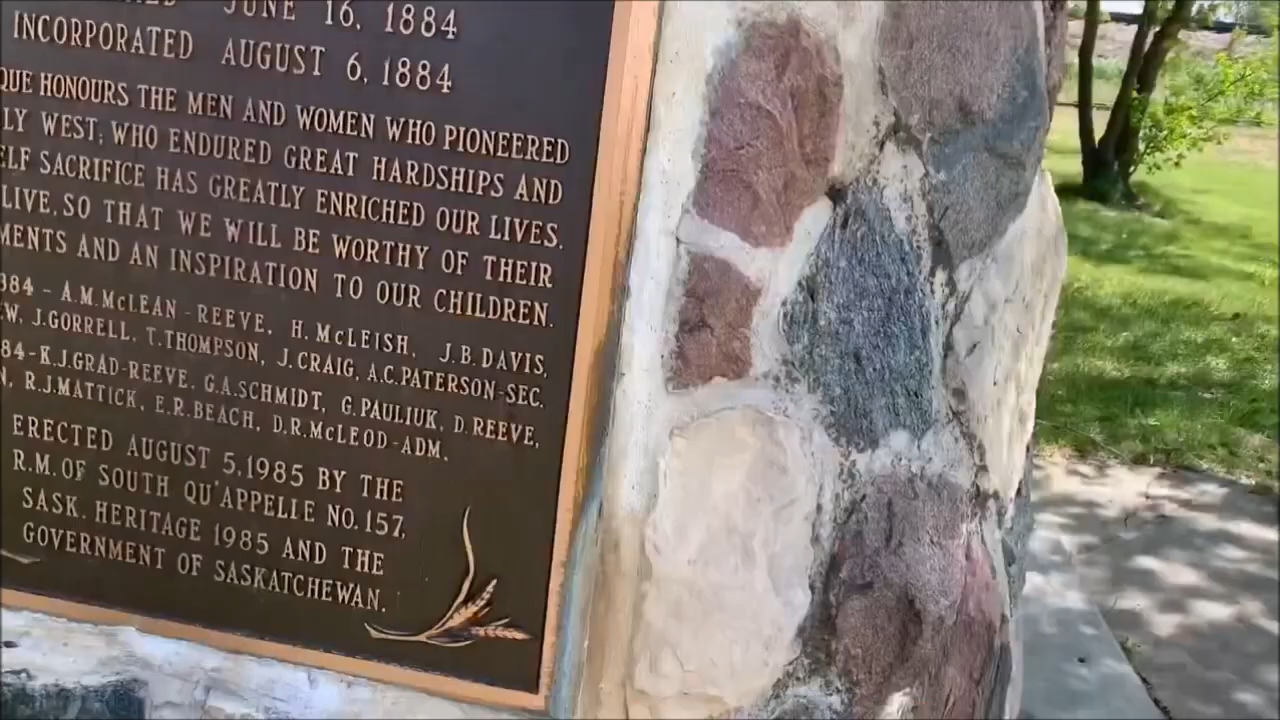 JUNE 16, 1884
INCORPORATED AUGUST 6, 1884
HONOURS THE MEN AND WOMEN WHO PIONEERED
WEST, WHO ENDURED GREAT HARDSHIPS AND
SACRIFICE HAS GREATLY ENRICHED OUR LIVES.
LIVE, SO THAT WE WILL BE WORTHY OF THEIR
AND AN INSPIRATION TO OUR CHILDREN.
884 - A.M.McLEAN - REEVE, H. McLEISH, J.B. DAVIS,
W, J.GORRELL, T. THOMPSON, J. CRAIG, A.C. PATERSON-SEC.
84-K.J.GRAD-REEVE, G.A.SCHMIDT, G. PAULIUK, D. REEVE,
N, R.J.MATTICK, E.R.BEACH, D.R.McLEOD-ADM.
ERECTED AUGUST 5,1985 BY THE
R.M. OF SOUTH QU'APPELLE NO. 157,
SASK. HERITAGE 1985 AND THE
GOVERNMENT OF SASKATCHEWAN.